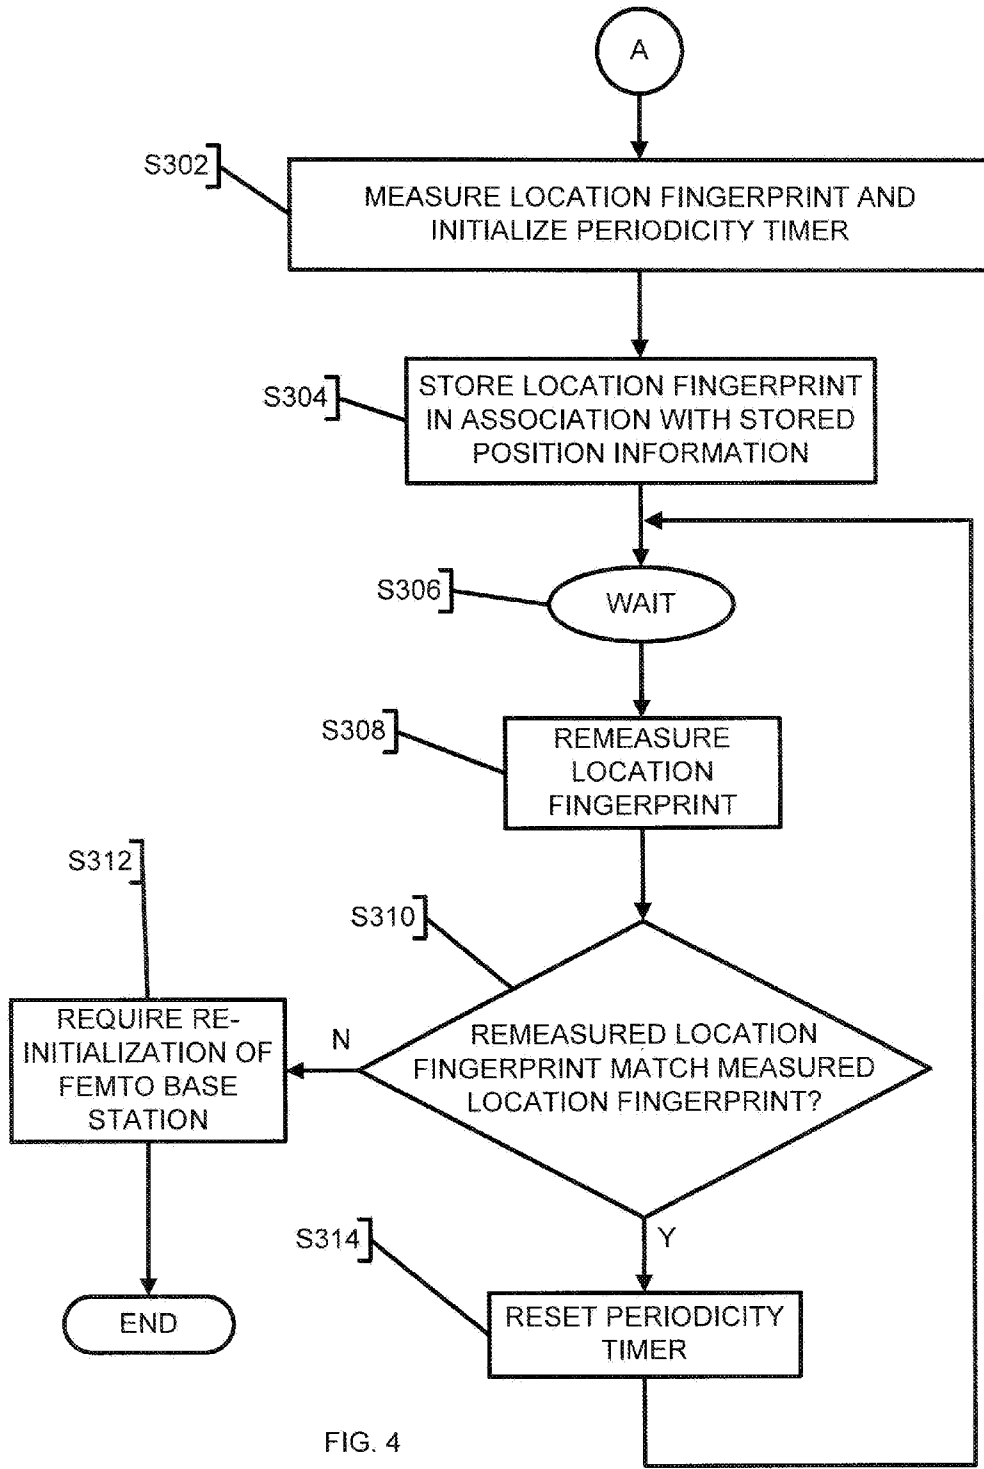 A
S302
MEASURE LOCATION FINGERPRINT AND
INITIALIZE PERIODICITY TIMER
S304
STORE LOCATION FINGERPRINT
IN ASSOCIATION WITH STORED
POSITION INFORMATION
S306
WAIT
S308
REMEASURE
LOCATION
FINGERPRINT
S312
S310
REQUIRE RE-
INITIALIZATION OF
FEMTO BASE
STATION
N
REMEASURED LOCATION
FINGERPRINT MATCH MEASURED
LOCATION FINGERPRINT?
S314
Y
END
RESET PERIODICITY
TIMER
FIG. 4